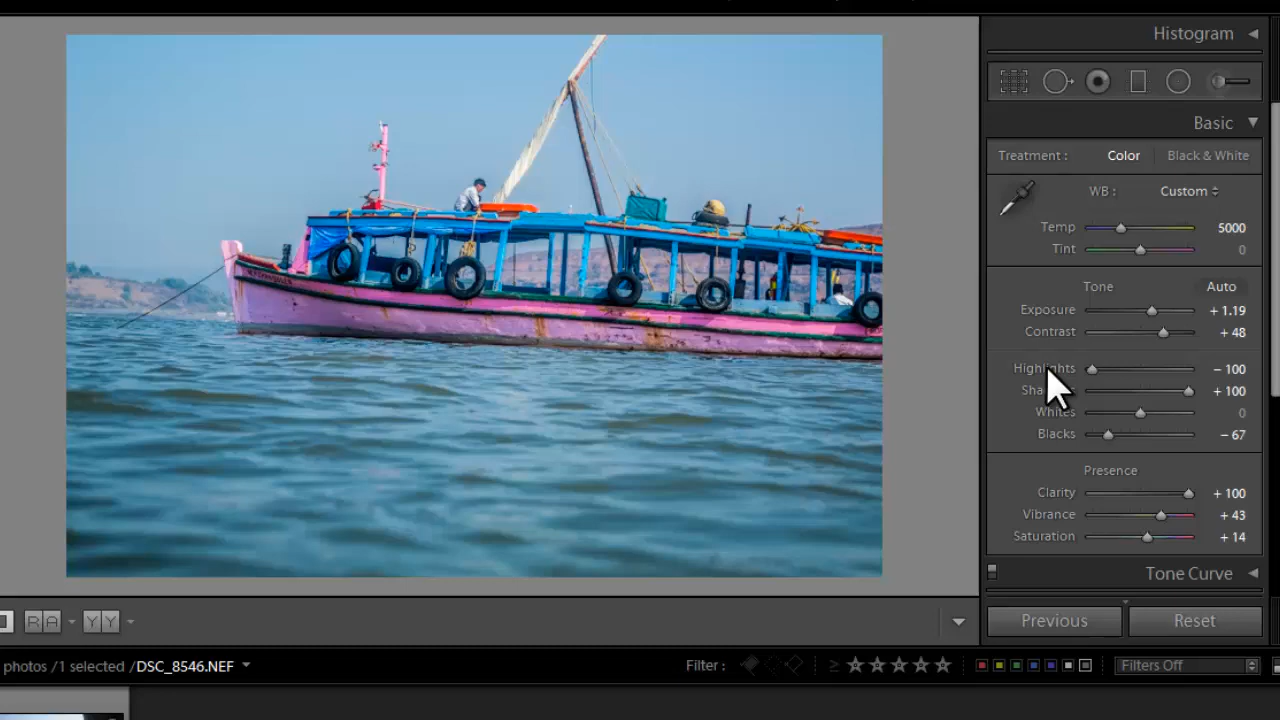 Histogram
Basic
Treatment : Color Black & White
WB : Custom
Temp 5000
Tint 0
Tone Auto
Exposure + 1.19
Contrast + 48
Highlights − 100
Sha + 100
Whites 0
Blacks − 67
Presence
Clarity + 100
Vibrance + 43
Saturation + 14
Tone Curve
R A Y Y
Previous Reset
photos /1 selected /DSC_8546.NEF Filter : ≥ Filters Off